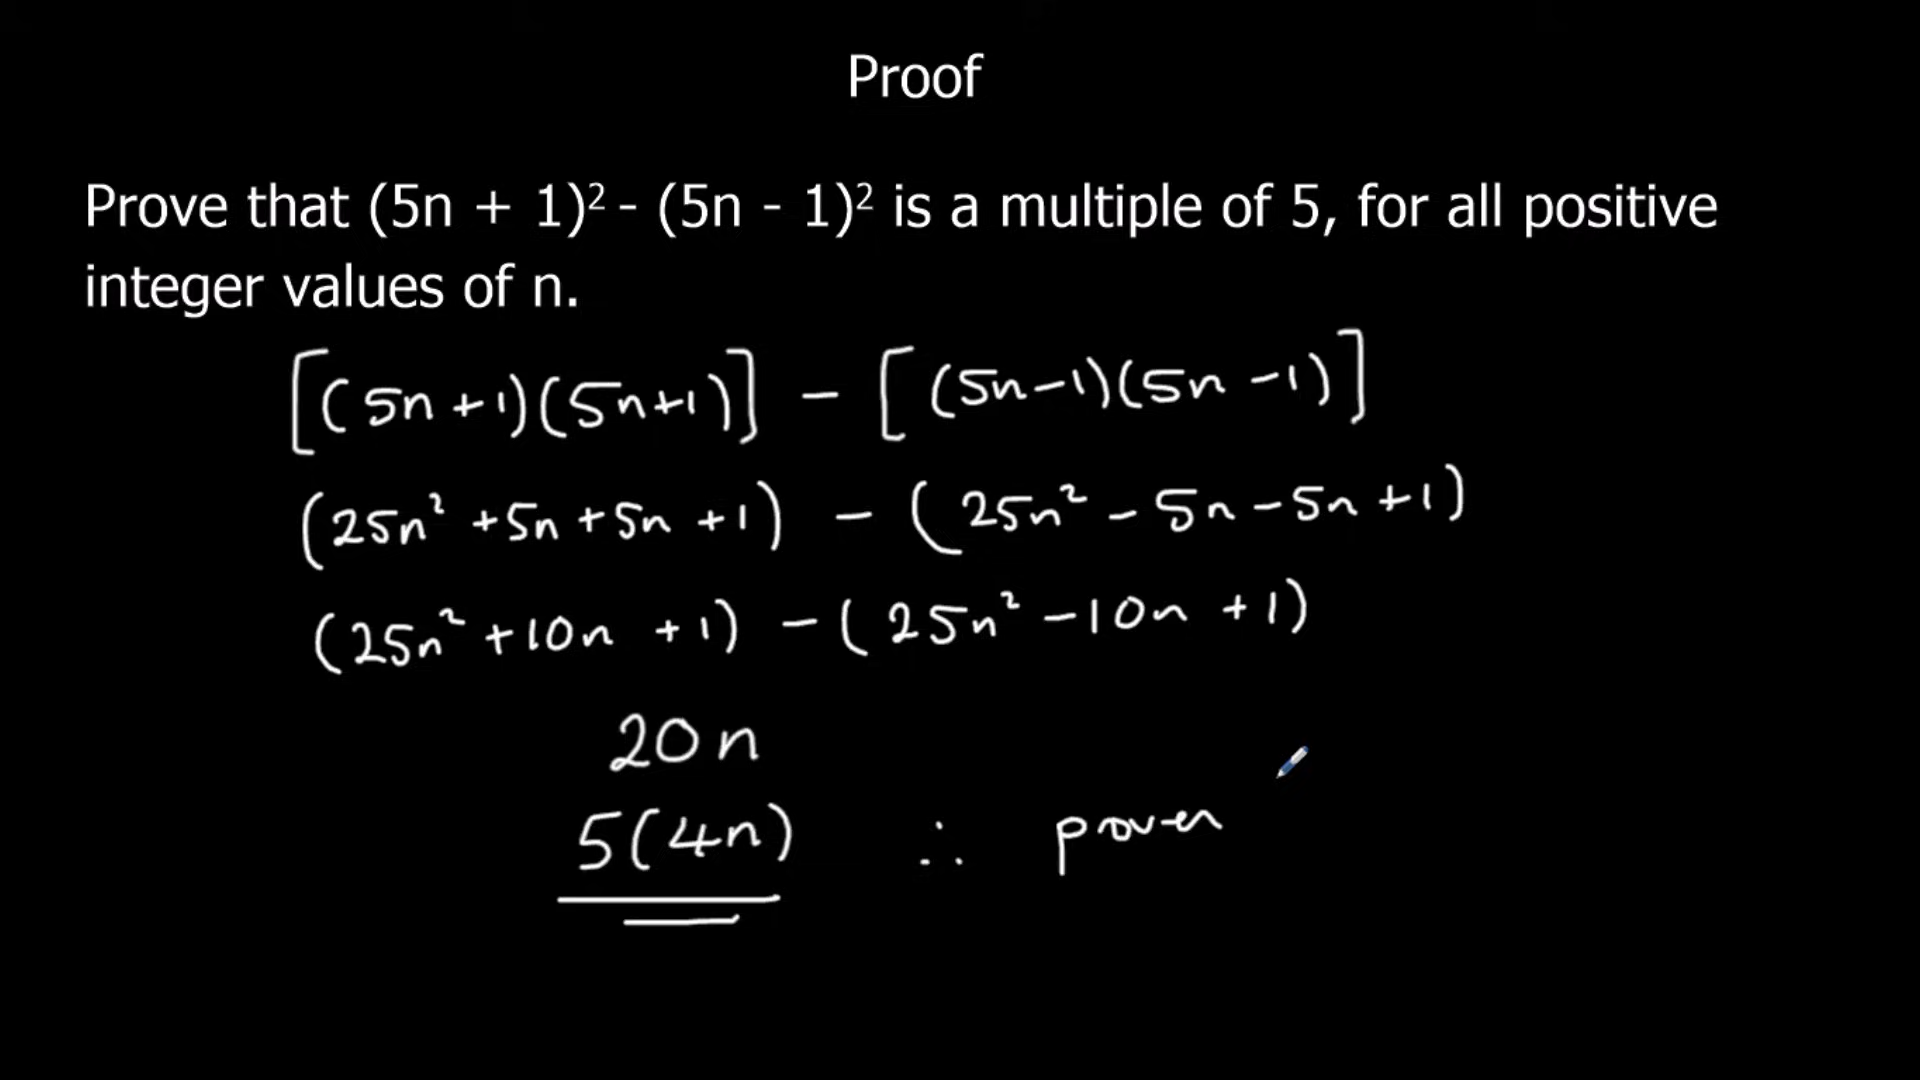 Proof
Prove that (5n + 1)² - (5n - 1)² is a multiple of 5, for all positive
integer values of n.
[(5n+1)(5n+1)] - [(5n-1)(5n-1)]
(25n² +5n +5n +1) - (25n² -5n -5n +1)
(25n² +10n +1) - (25n² -10n +1)
20n
5(4n) ∴ proven